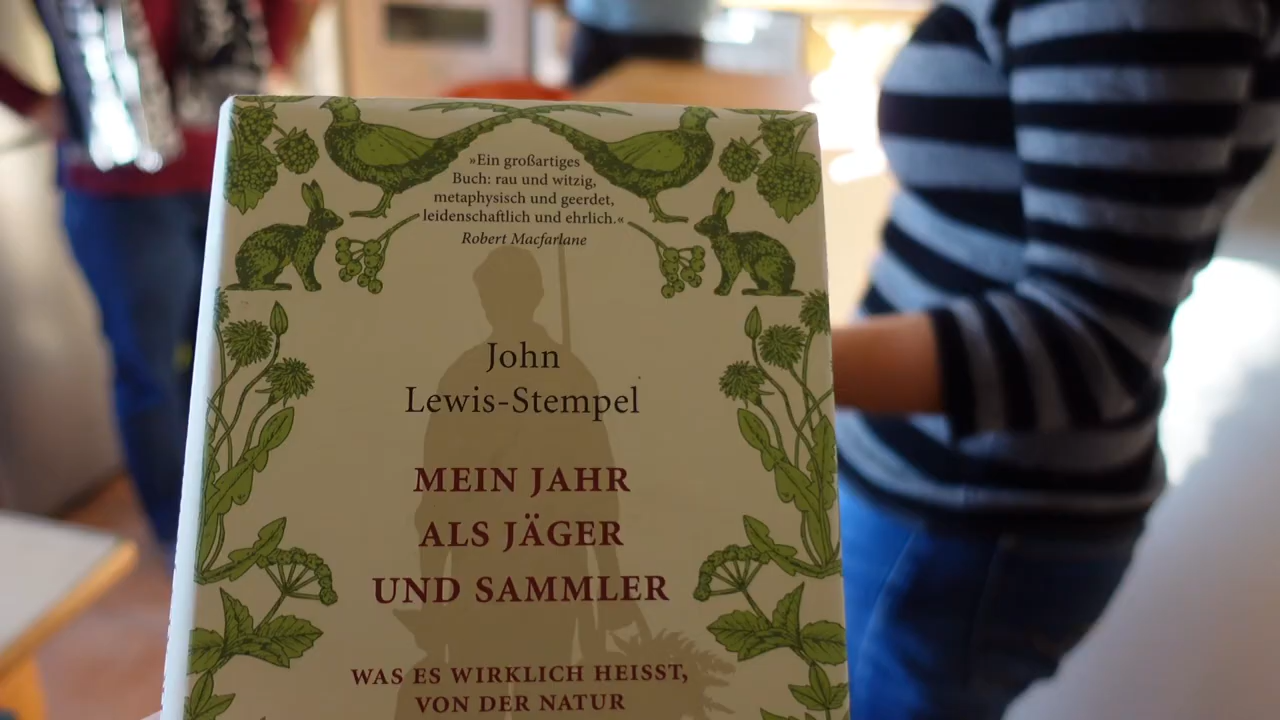 »Ein großartiges
Buch: rau und witzig,
metaphysisch und geerdet,
leidenschaftlich und ehrlich.«
Robert Macfarlane
John
Lewis-Stempel
MEIN JAHR
ALS JÄGER
UND SAMMLER
WAS ES WIRKLICH HEISST,
VON DER NATUR